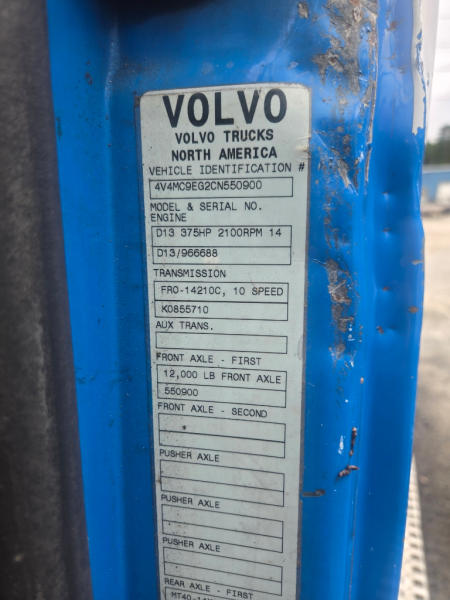 VOLVO
VOLVO TRUCKS
NORTH AMERICA
VEHICLE IDENTIFICATION #
4V4MC9EG2CN550900
MODEL & SERIAL NO.
ENGINE
D13 375HP 2100RPM 14
D13/966688
TRANSMISSION
FRO-14210C, 10 SPEED
K0855710
AUX TRANS.
FRONT AXLE - FIRST
12,000 LB FRONT AXLE
550900
FRONT AXLE - SECOND
PUSHER AXLE
PUSHER AXLE
PUSHER AXLE
REAR AXLE - FIRST